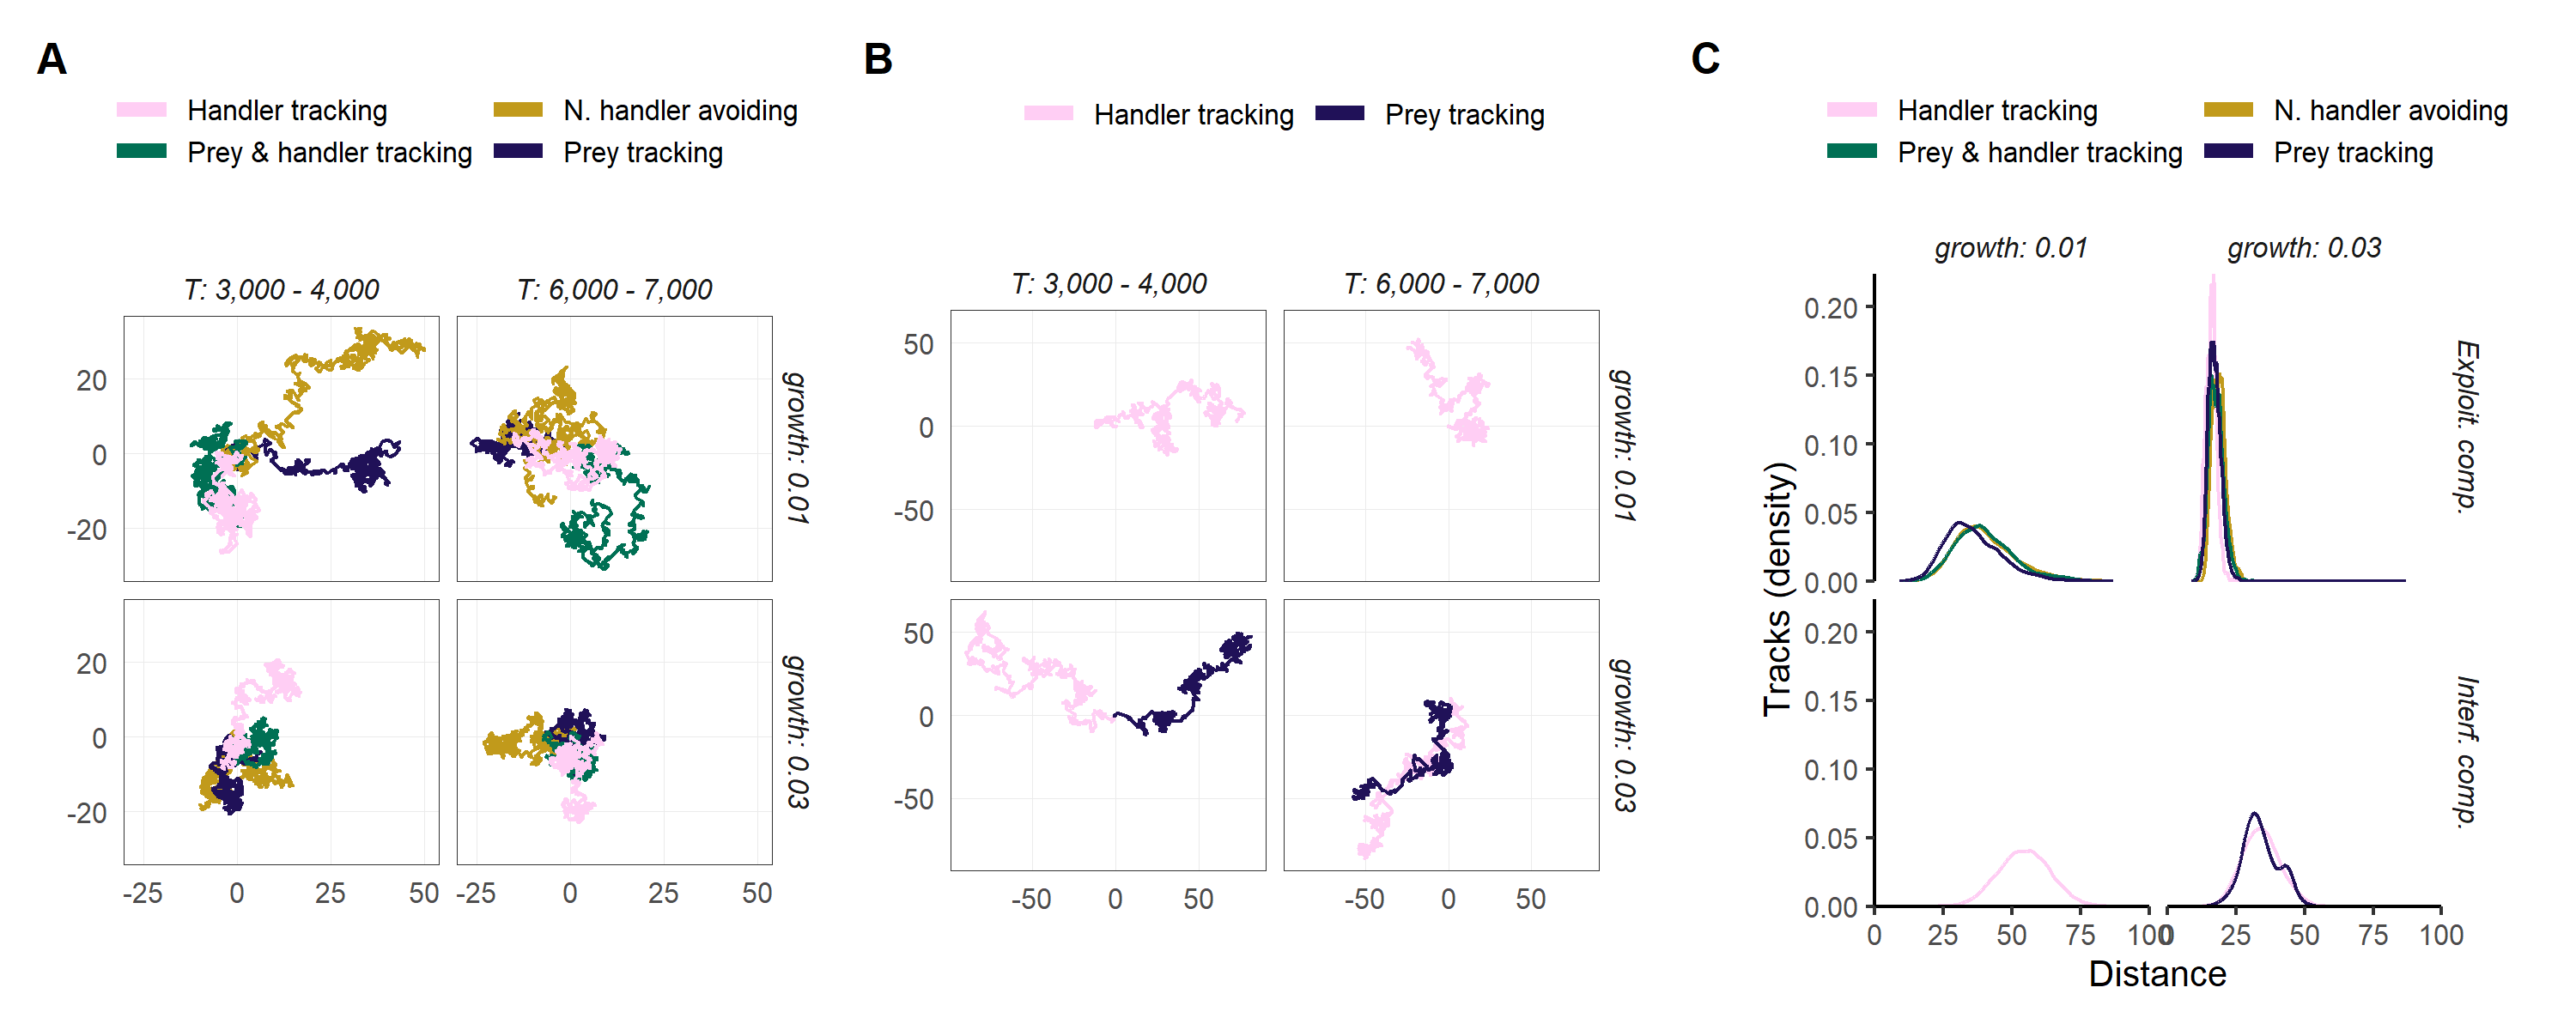 A
Handler tracking
N. handler avoiding
Prey & handler tracking
Prey tracking
T: 3,000 - 4,000
T: 6,000 - 7,000
20
0
-20
growth: 0.01
20
0
-20
growth: 0.03
-25 0 25 50
-25 0 25 50
B
Handler tracking
Prey tracking
T: 3,000 - 4,000
T: 6,000 - 7,000
50
0
-50
growth: 0.01
50
0
-50
growth: 0.03
-50 0 50
-50 0 50
C
Handler tracking
N. handler avoiding
Prey & handler tracking
Prey tracking
growth: 0.01
growth: 0.03
Tracks (density)
0.20
0.15
0.10
0.05
0.00
Exploit. comp.
0.20
0.15
0.10
0.05
0.00
Interf. comp.
0 25 50 75 100
0 25 50 75 100
Distance